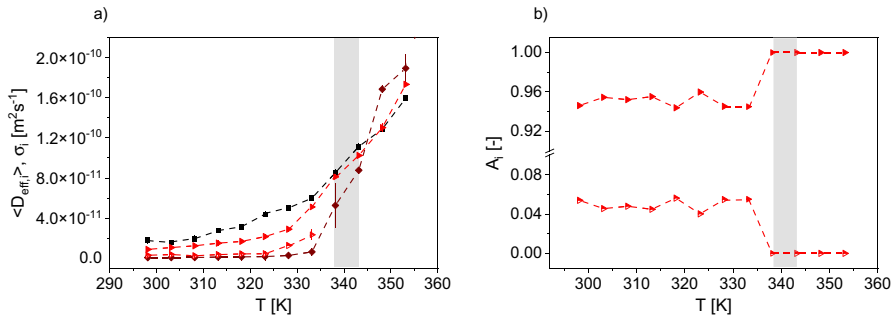 a)
b)
2.0×10⁻¹⁰
1.6×10⁻¹⁰
1.2×10⁻¹⁰
8.0×10⁻¹¹
4.0×10⁻¹¹
0.0
<D_eff,i>, σ_i [m²s⁻¹]
290 300 310 320 330 340 350 360
T [K]
1.00
0.96
0.92
0.08
0.04
0.00
A_i [-]
300 310 320 330 340 350 360
T [K]